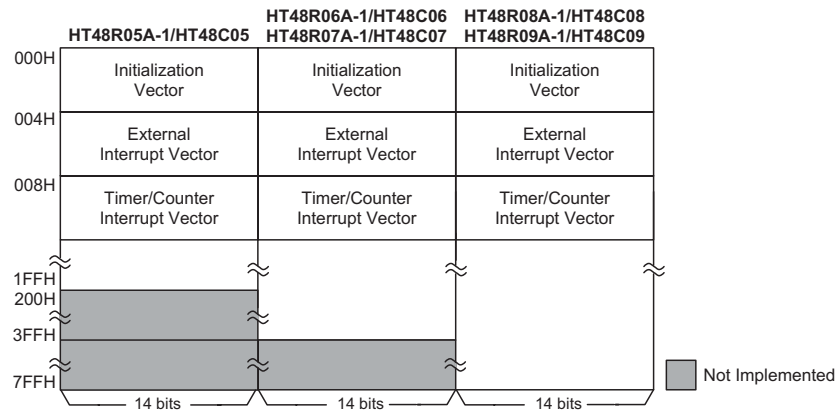 HT48R05A-1/HT48C05
HT48R06A-1/HT48C06
HT48R07A-1/HT48C07
HT48R08A-1/HT48C08
HT48R09A-1/HT48C09
000H
Initialization
Vector
Initialization
Vector
Initialization
Vector
004H
External
Interrupt Vector
External
Interrupt Vector
External
Interrupt Vector
008H
Timer/Counter
Interrupt Vector
Timer/Counter
Interrupt Vector
Timer/Counter
Interrupt Vector
1FFH
200H
3FFH
7FFH
14 bits
14 bits
14 bits
Not Implemented